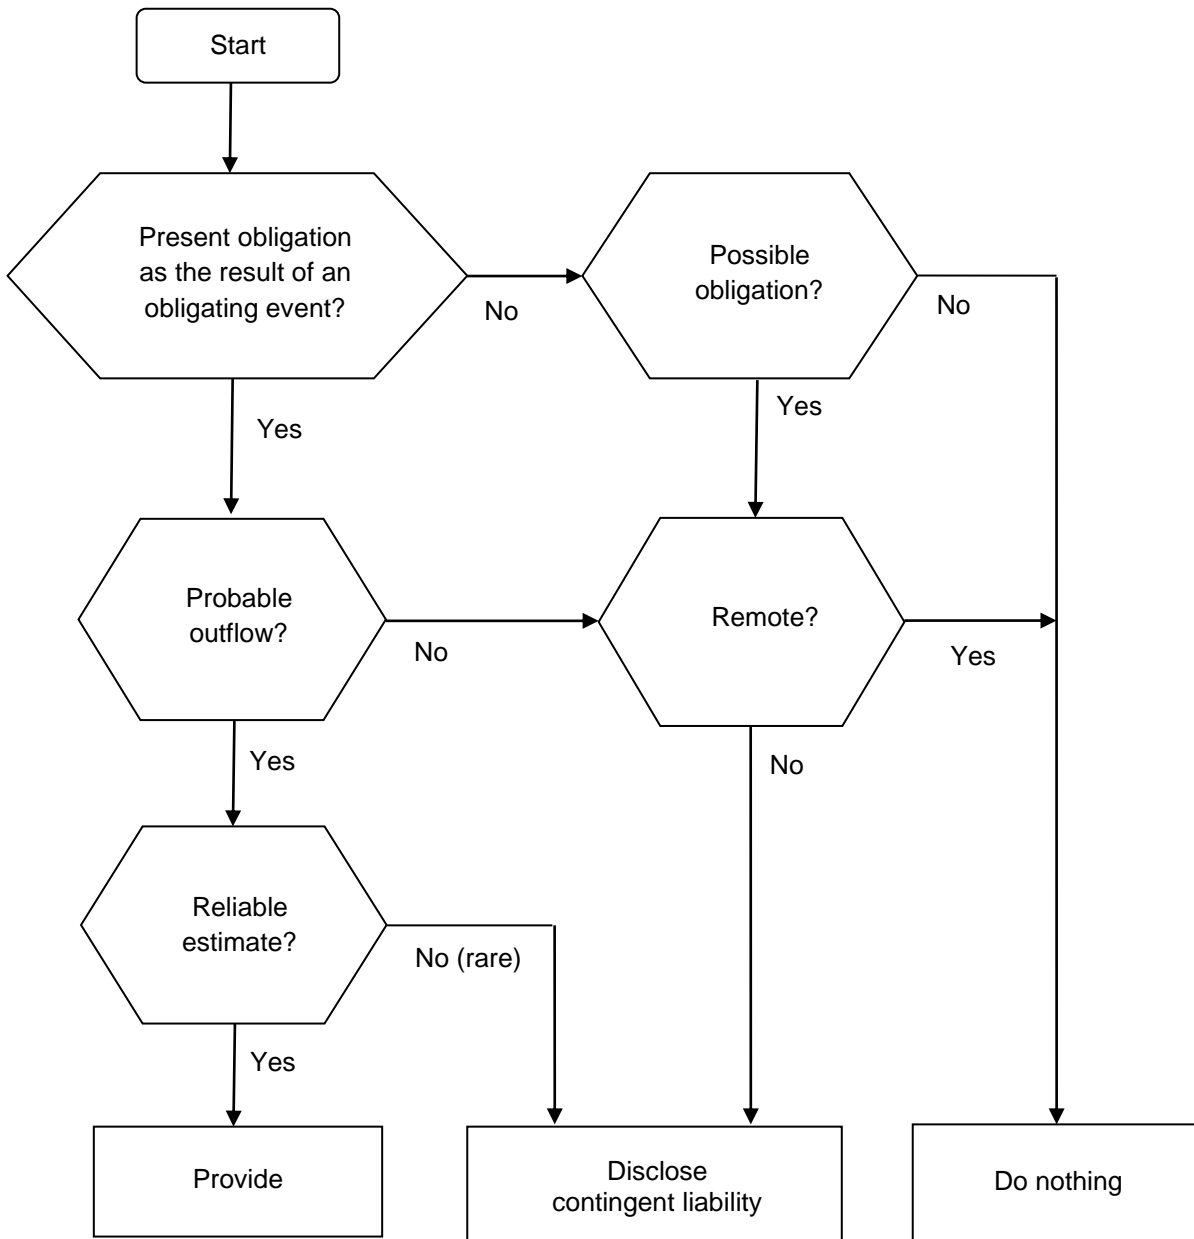 Start
Present obligation
as the result of an
obligating event?
No
Possible
obligation?
No
Yes
Yes
Probable
outflow?
No
Remote?
Yes
Yes
No
Reliable
estimate?
No (rare)
Yes
Provide
Disclose
contingent liability
Do nothing